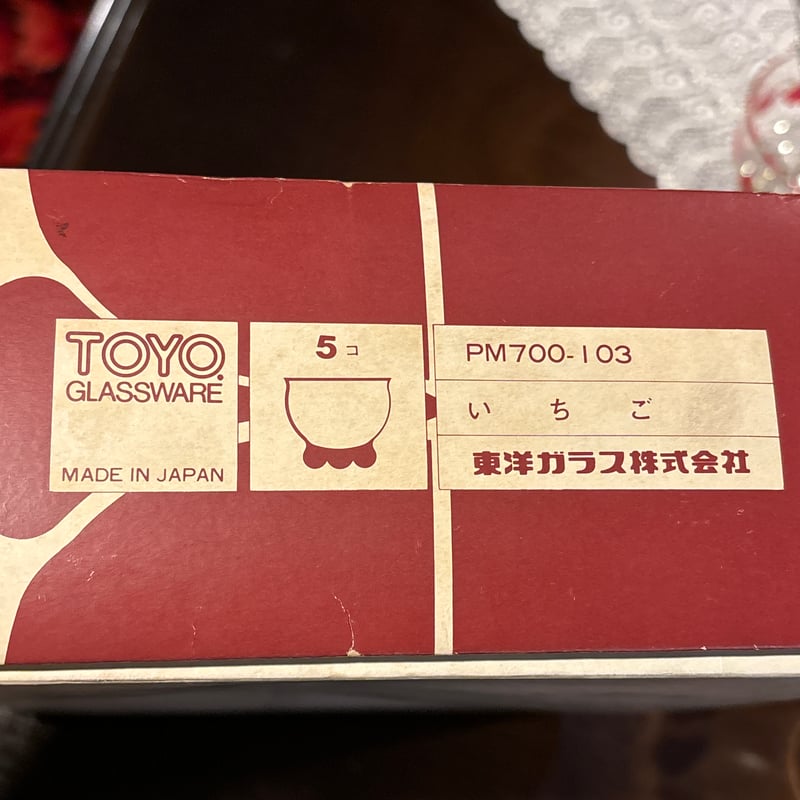 TOYO
GLASSWARE
MADE IN JAPAN
5コ
PM700-103
いちご
東洋ガラス株式会社